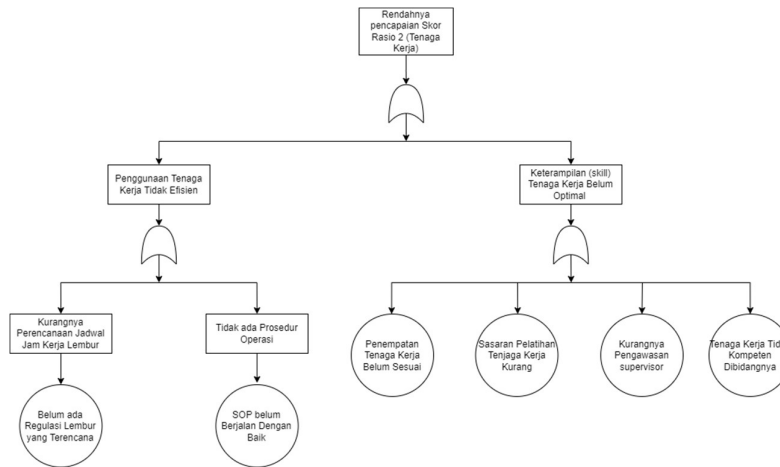 Rendahnya
pencapaian Skor
Rasio 2 (Tenaga
Kerja)
Penggunaan Tenaga
Kerja Tidak Efisien
Keterampilan (skill)
Tenaga Kerja Belum
Optimal
Kurangnya
Perencanaan Jadwal
Jam Kerja Lembur
Tidak ada Prosedur
Operasi
Penempatan
Tenaga Kerja
Belum Sesuai
Sasaran Pelatihan
Tenjaga Kerja
Kurang
Kurangnya
Pengawasan
supervisor
Tenaga Kerja Tid
Kompeten
Dibidangnya
Belum ada
Regulasi Lembur
yang Terencana
SOP belum
Berjalan Dengan
Baik